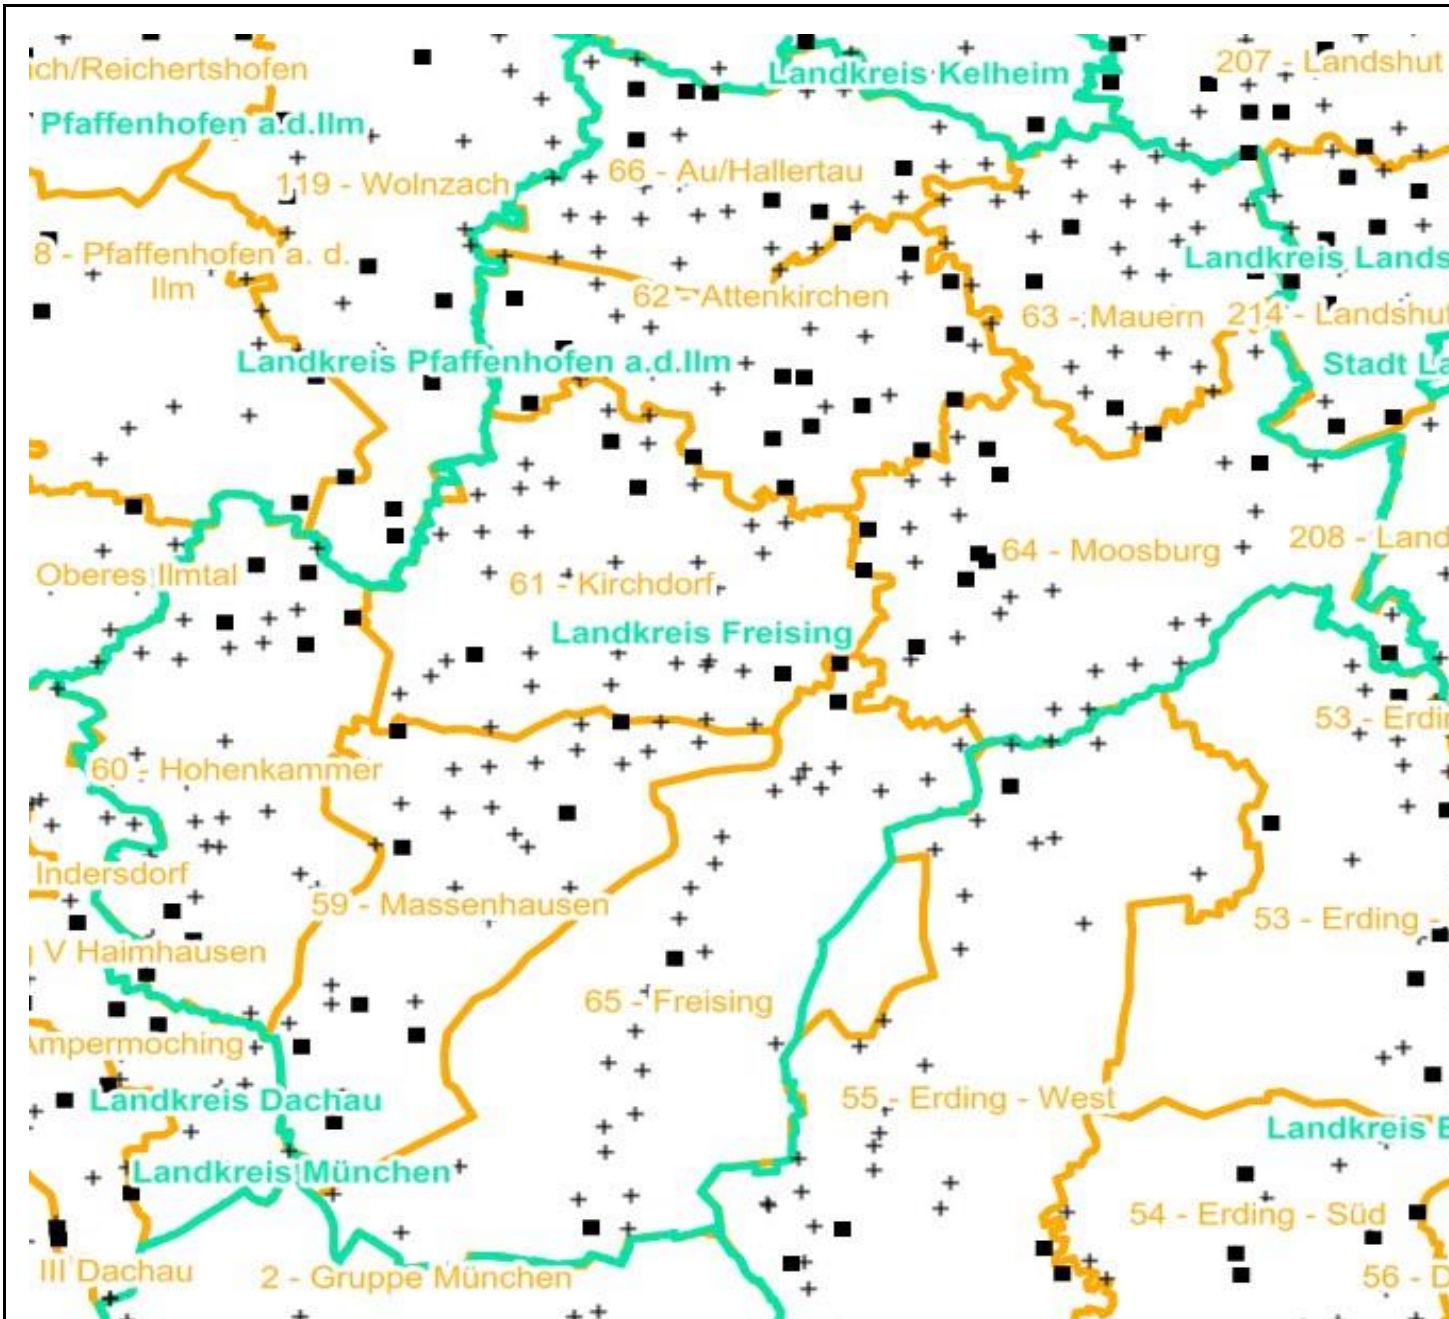 207 - Landshut
ich/Reichertshofen
Landkreis Kelheim
Pfaffenhofen a.d.Ilm
66 - Au/Hallertau
119 - Wolnzach
8 - Pfaffenhofen a. d.
Ilm
Landkreis Lands
62 - Attenkirchen
63 - Mauern
214 - Landshut
Landkreis Pfaffenhofen a.d.Ilm
Stadt La
208 - Land
64 - Moosburg
Oberes Ilmtal
61 - Kirchdorf
Landkreis Freising
53 - Erdin
60 - Hohenkammer
Indersdorf
59 - Massenhausen
53 - Erding -
V Haimhausen
65 - Freising
Ampermoching
Landkreis Dachau
55 - Erding - West
Landkreis E
Landkreis München
54 - Erding - Süd
III Dachau
2 - Gruppe München
56 - D